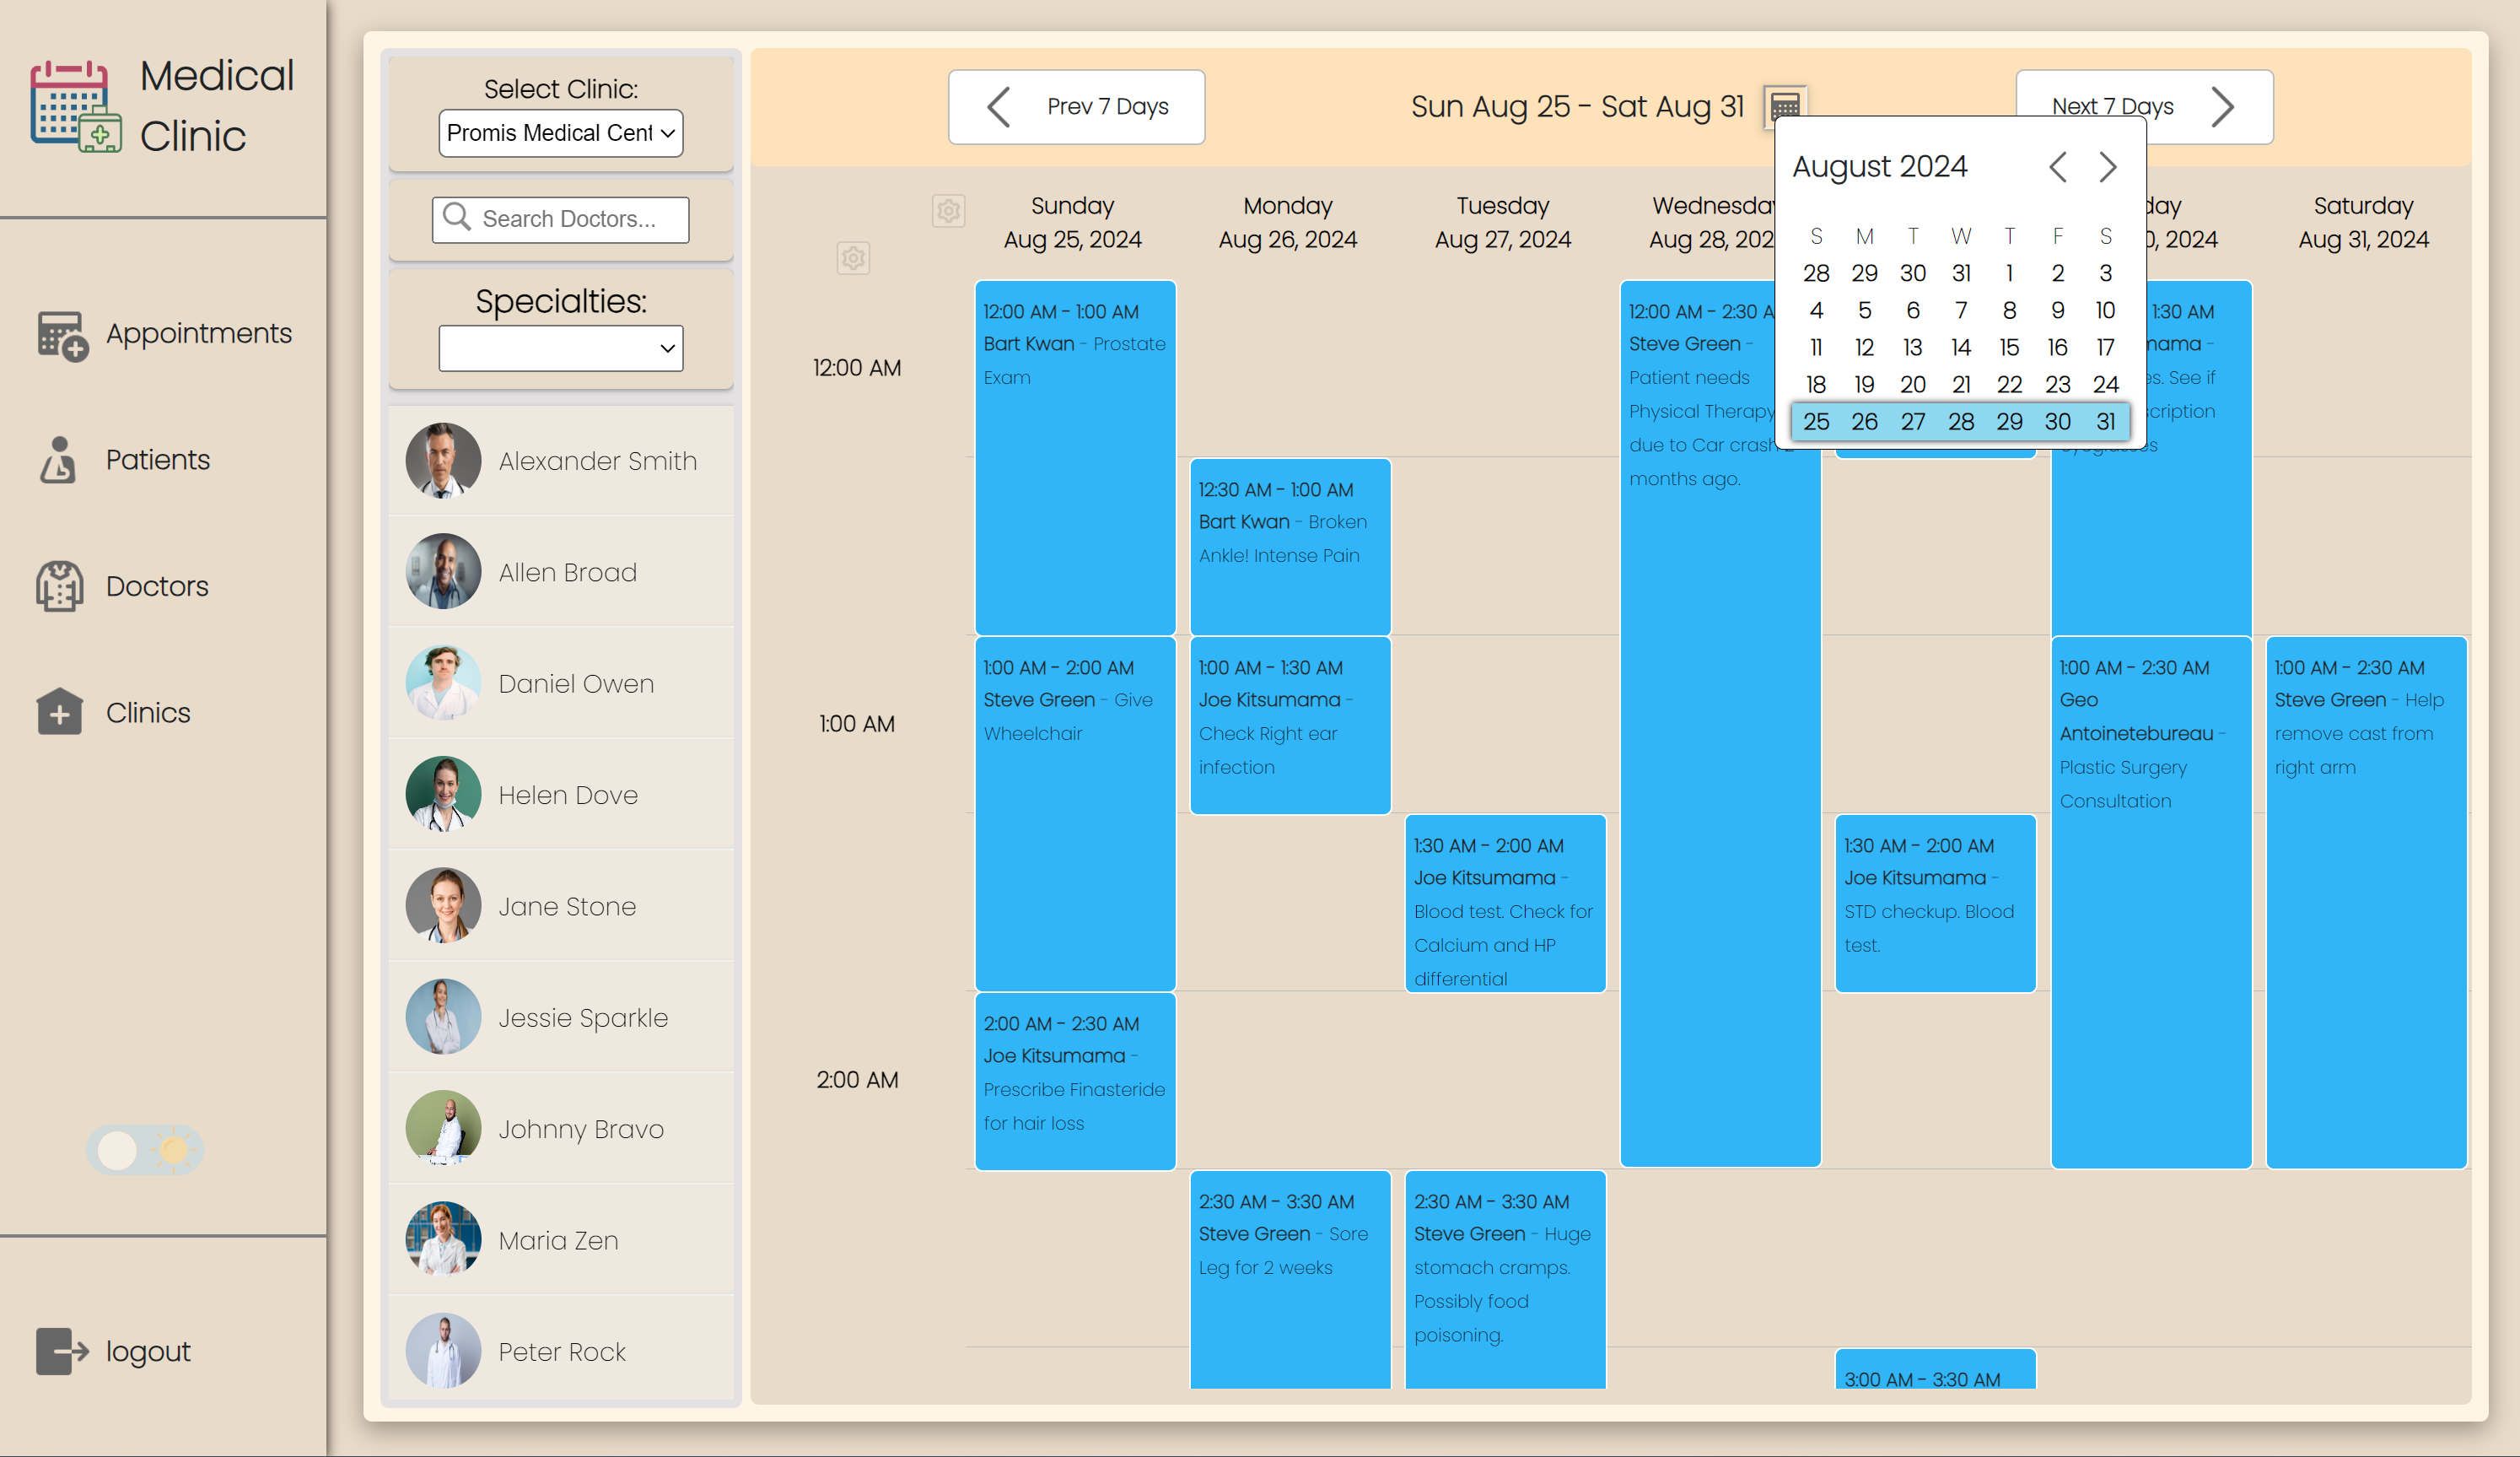 Medical
Clinic
Appointments
Patients
Doctors
Clinics
logout
Select Clinic:
Promis Medical Cent
Search Doctors...
Specialties:
Alexander Smith
Allen Broad
Daniel Owen
Helen Dove
Jane Stone
Jessie Sparkle
Johnny Bravo
Maria Zen
Peter Rock
Prev 7 Days
Sun Aug 25 - Sat Aug 31
Next 7 Days
August 2024
S M T W T F S
28 29 30 31 1 2 3
4 5 6 7 8 9 10
11 12 13 14 15 16 17
18 19 20 21 22 23 24
25 26 27 28 29 30 31
Sunday
Aug 25, 2024
Monday
Aug 26, 2024
Tuesday
Aug 27, 2024
Wednesday
Aug 28, 202
day
0, 2024
Saturday
Aug 31, 2024
12:00 AM
1:00 AM
2:00 AM
12:00 AM - 1:00 AM
Bart Kwan - Prostate
Exam
1:00 AM - 2:00 AM
Steve Green - Give
Wheelchair
2:00 AM - 2:30 AM
Joe Kitsumama -
Prescribe Finasteride
for hair loss
12:30 AM - 1:00 AM
Bart Kwan - Broken
Ankle! Intense Pain
1:00 AM - 1:30 AM
Joe Kitsumama -
Check Right ear
infection
2:30 AM - 3:30 AM
Steve Green - Sore
Leg for 2 weeks
1:30 AM - 2:00 AM
Joe Kitsumama -
Blood test. Check for
Calcium and HP
differential
2:30 AM - 3:30 AM
Steve Green - Huge
stomach cramps.
Possibly food
poisoning.
12:00 AM - 2:30 A
Steve Green -
Patient needs
Physical Therapy
due to Car crash 2
months ago.
1:30 AM - 2:00 AM
Joe Kitsumama -
STD checkup. Blood
test.
3:00 AM - 3:30 AM
1:30 AM
mama -
es. See if
scription
eyeglasses
1:00 AM - 2:30 AM
Geo
Antoinetebureau -
Plastic Surgery
Consultation
1:00 AM - 2:30 AM
Steve Green - Help
remove cast from
right arm